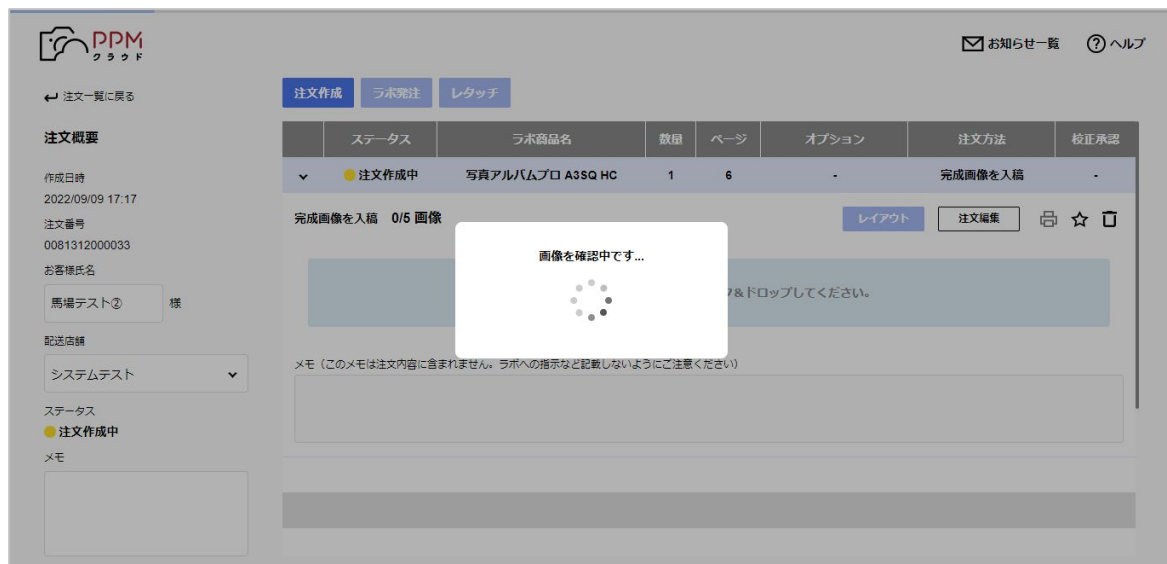 PPM
クラウド
お知らせ一覧
? ヘルプ
注文一覧に戻る
注文作成
ラボ発注
レタッチ
注文概要
作成日時
2022/09/09 17:17
注文番号
0081312000033
お客様氏名
馬場テスト② 様
配送店舗
システムテスト
ステータス
注文作成中
メモ
ステータス ラボ商品名 数量 ページ オプション 注文方法 校正承認
注文作成中 写真アルバムプロ A3SQ HC 1 6 - 完成画像を入稿 -
完成画像を入稿 0/5 画像
レイアウト
注文編集
画像を確認中です...
&ドロップしてください。
メモ（このメモは注文内容に含まれません。ラボへの指示など記載しないようにご注意ください）